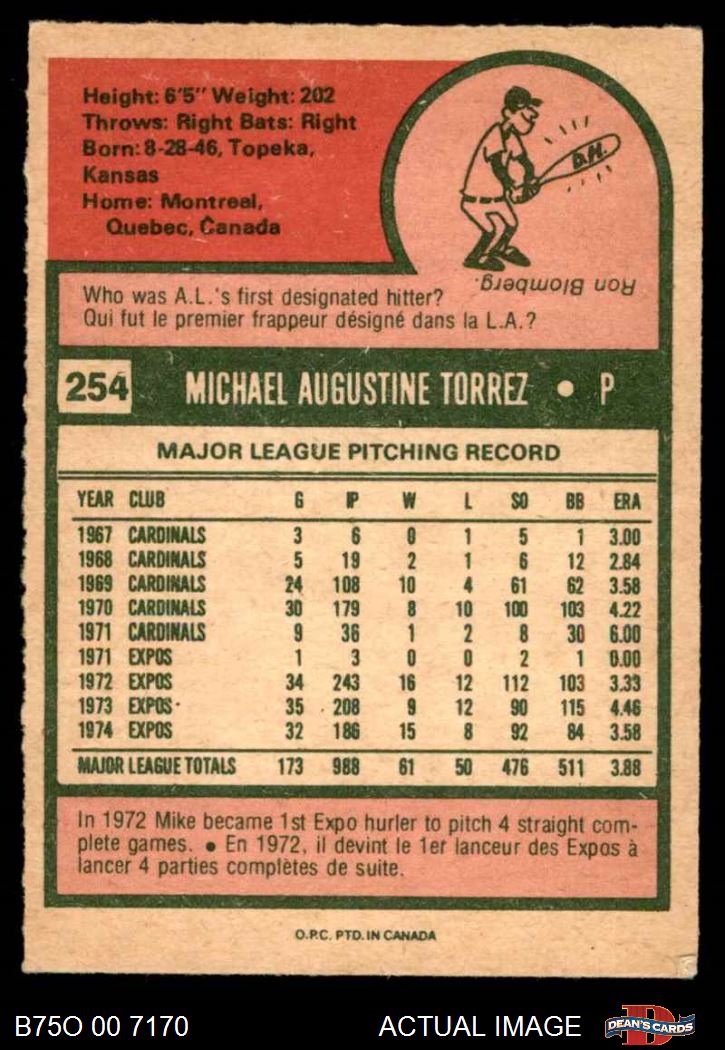 Height: 6'5" Weight: 202
Throws: Right Bats: Right
Born: 8-28-46, Topeka,
Kansas
Home: Montreal,
Quebec, Canada
D.H.
Ron Blomberg.
Who was A.L.'s first designated hitter?
Qui fut le premier frappeur désigné dans la L.A.?
254 MICHAEL AUGUSTINE TORREZ • P
MAJOR LEAGUE PITCHING RECORD
YEAR CLUB G IP W L SO BB ERA
1967 CARDINALS 3 6 0 1 5 1 3.00
1968 CARDINALS 5 19 2 1 6 12 2.84
1969 CARDINALS 24 108 10 4 61 62 3.58
1970 CARDINALS 30 179 8 10 100 103 4.22
1971 CARDINALS 9 36 1 2 8 30 6.00
1971 EXPOS 1 3 0 0 2 1 0.00
1972 EXPOS 34 243 16 12 112 103 3.33
1973 EXPOS 35 208 9 12 90 115 4.46
1974 EXPOS 32 186 15 8 92 84 3.58
MAJOR LEAGUE TOTALS 173 988 61 50 476 511 3.88
In 1972 Mike became 1st Expo hurler to pitch 4 straight com-
plete games. • En 1972, il devint le 1er lanceur des Expos à
lancer 4 parties complètes de suite.
O.P.C. PTD. IN CANADA
B75O 00 7170 ACTUAL IMAGE D DEAN'S CARDS